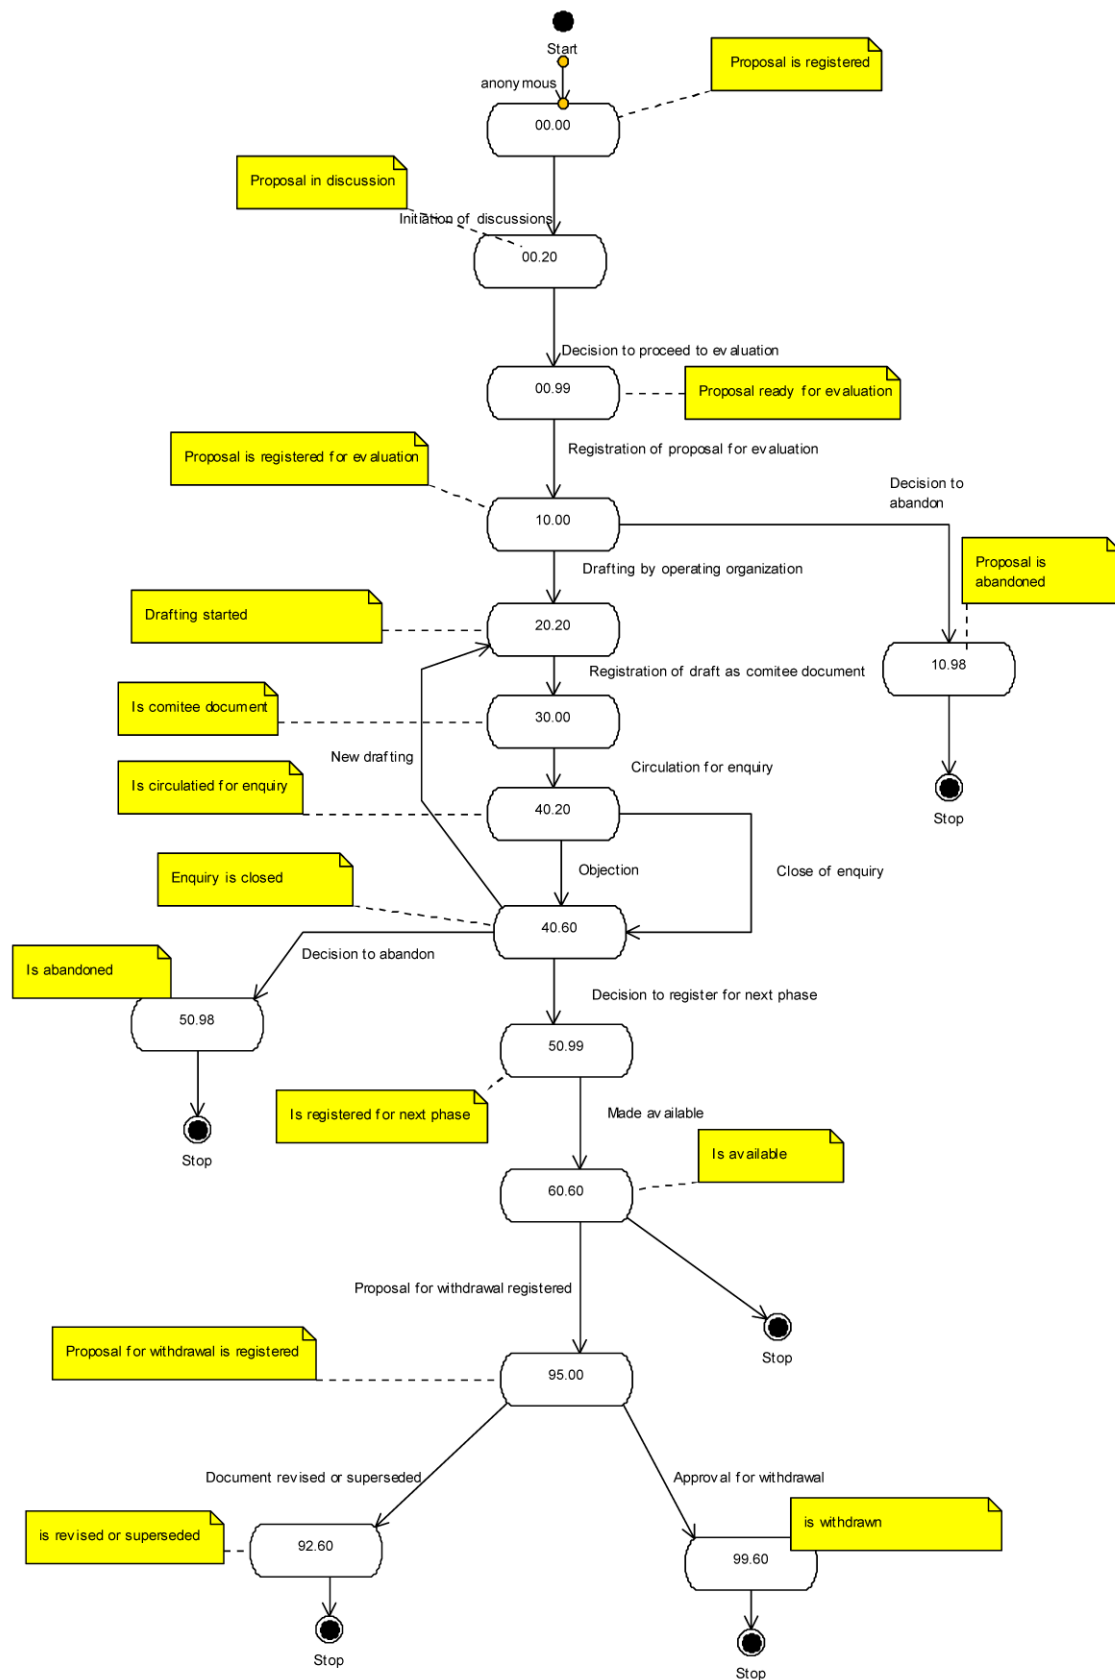 Start
Proposal is registered
anonymous
00.00
Proposal in discussion
Initiation of discussions
00.20
Decision to proceed to evaluation
00.99
Proposal ready for evaluation
Registration of proposal for evaluation
Proposal is registered for evaluation
Decision to
abandon
10.00
Proposal is
abandoned
Drafting by operating organization
Drafting started
20.20
Registration of draft as comitee document
10.98
Is comitee document
30.00
New drafting
Circulation for enquiry
Is circulatied for enquiry
40.20
Stop
Objection
Close of enquiry
Enquiry is closed
40.60
Decision to abandon
Is abandoned
Decision to register for next phase
50.98
50.99
Is registered for next phase
Made available
Stop
Is available
60.60
Proposal for withdrawal registered
Stop
Proposal for withdrawal is registered
95.00
Document revised or superseded
Approval for withdrawal
is revised or superseded
92.60
is withdrawn
99.60
Stop
Stop